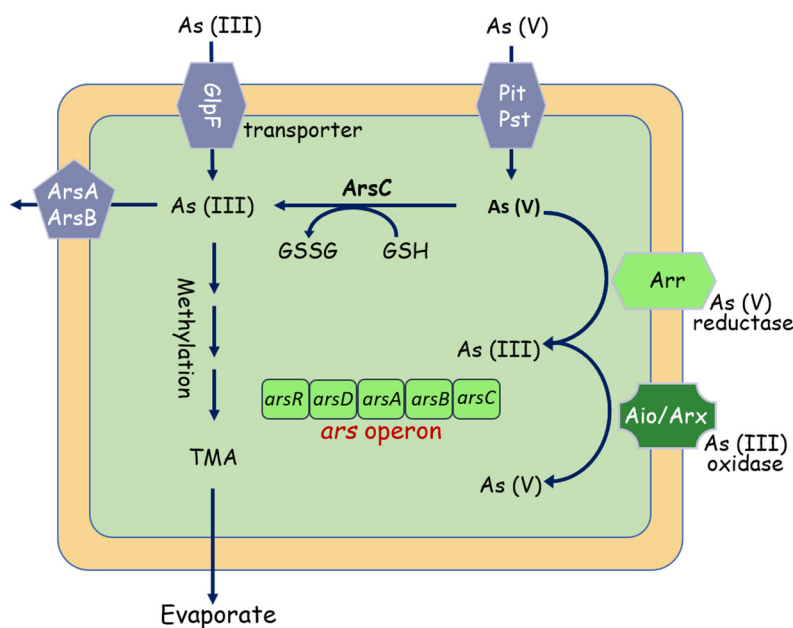 As (III)
As (V)
GlpF
transporter
Pit
Pst
ArsA
ArsB
As (III)
ArsC
GSSG
GSH
As (V)
Arr
As (V)
reductase
Methylation
As (III)
arsR
arsD
arsA
arsB
arsC
ars operon
Aio/Arx
As (III)
oxidase
TMA
As (V)
Evaporate